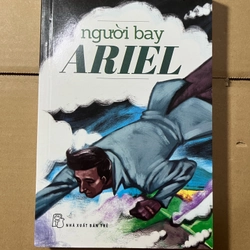 người bay
ARIEL
NHÀ XUẤT BẢN TRẺ